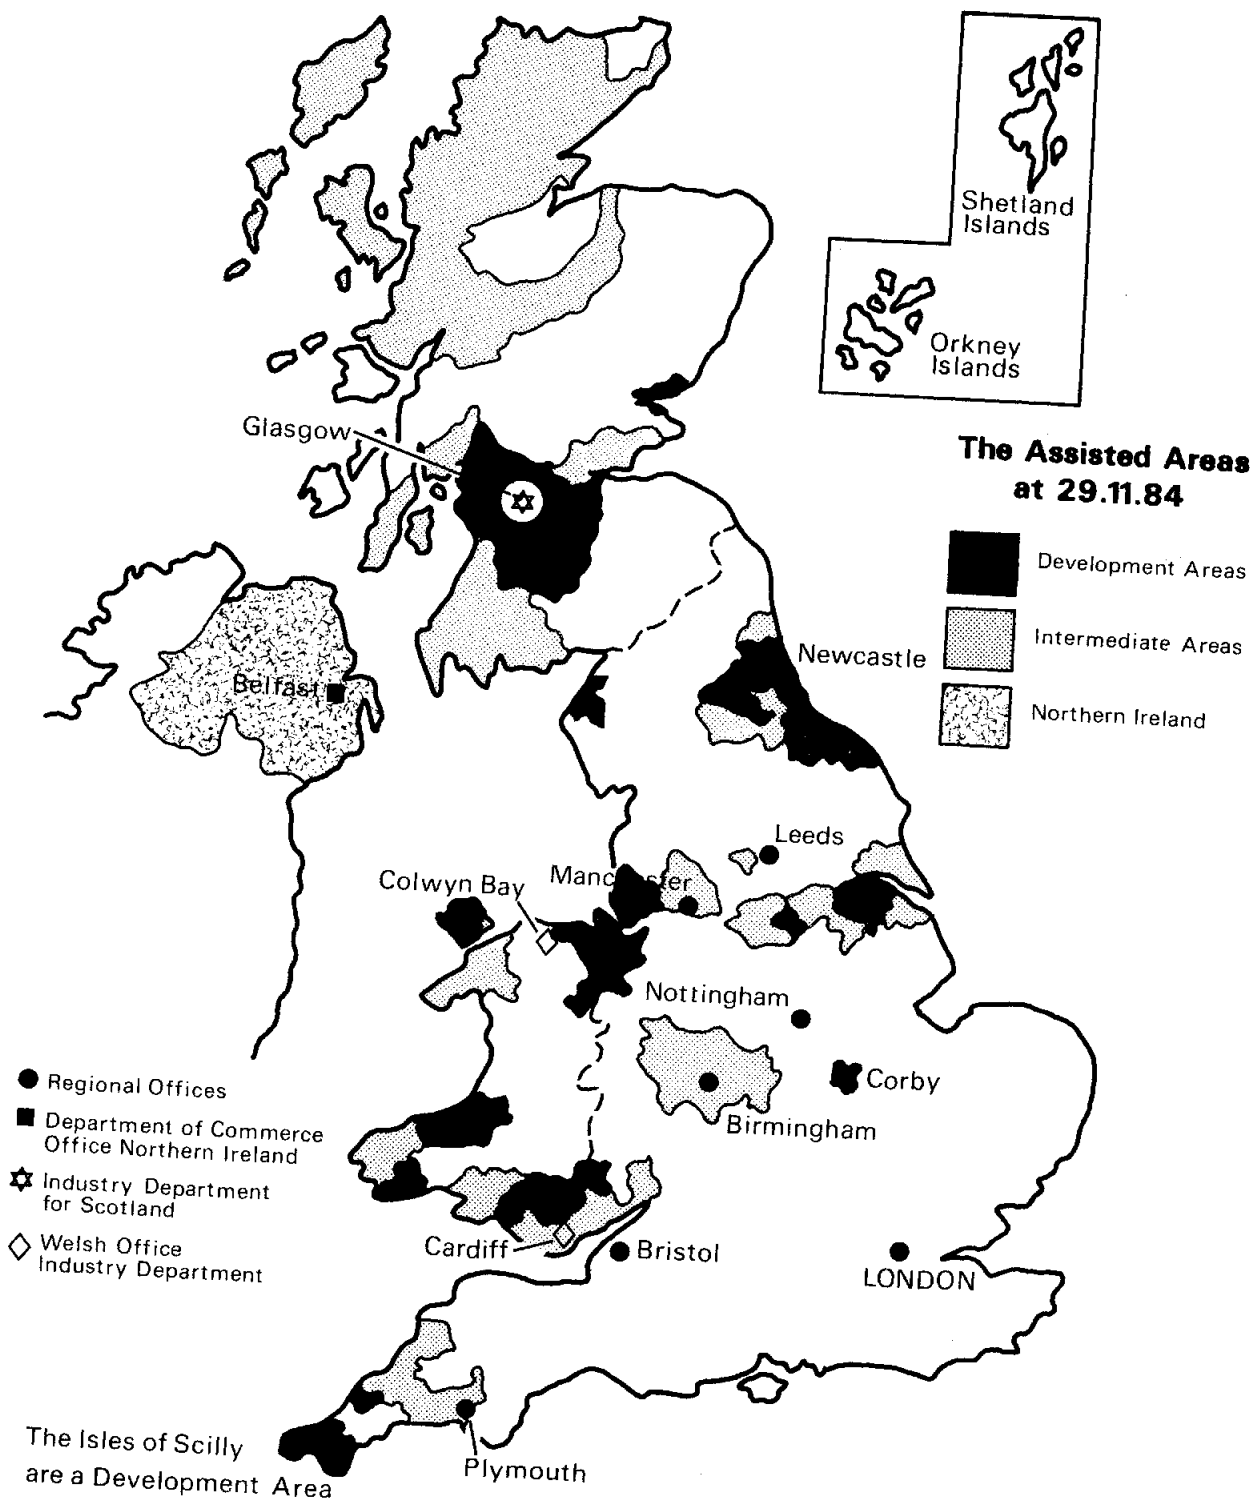 Shetland
Islands
Orkney
Islands
Glasgow
The Assisted Areas
at 29.11.84
Development Areas
Intermediate Areas
Northern Ireland
Newcastle
Belfast
Leeds
Manchester
Colwyn Bay
Nottingham
Corby
Birmingham
Regional Offices
Department of Commerce
Office Northern Ireland
Industry Department
for Scotland
Welsh Office
Industry Department
Cardiff
Bristol
LONDON
The Isles of Scilly
are a Development Area
Plymouth